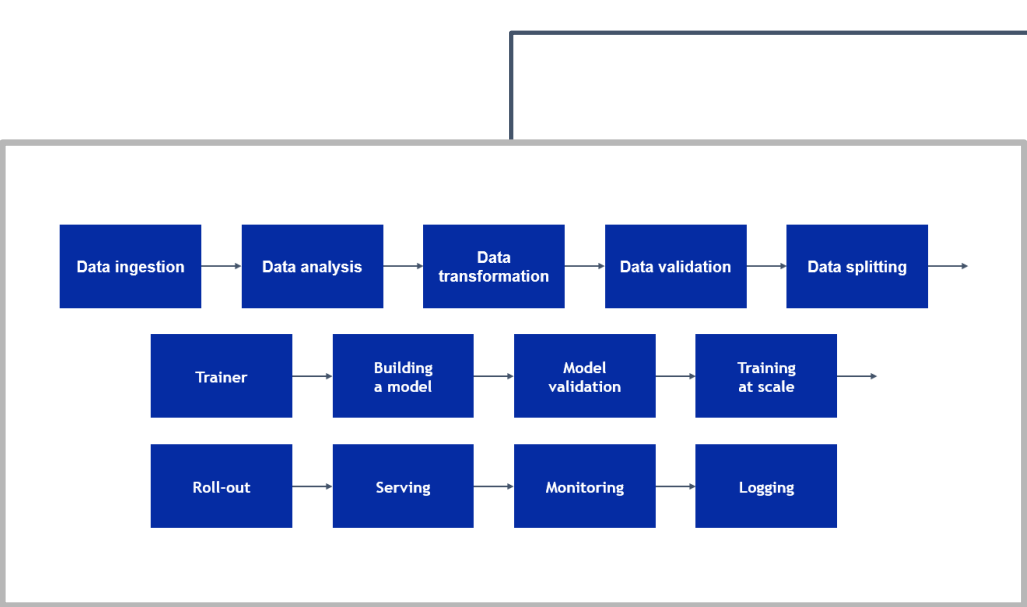 Data ingestion
Data analysis
Data
transformation
Data validation
Data splitting
Trainer
Building
a model
Model
validation
Training
at scale
Roll-out
Serving
Monitoring
Logging